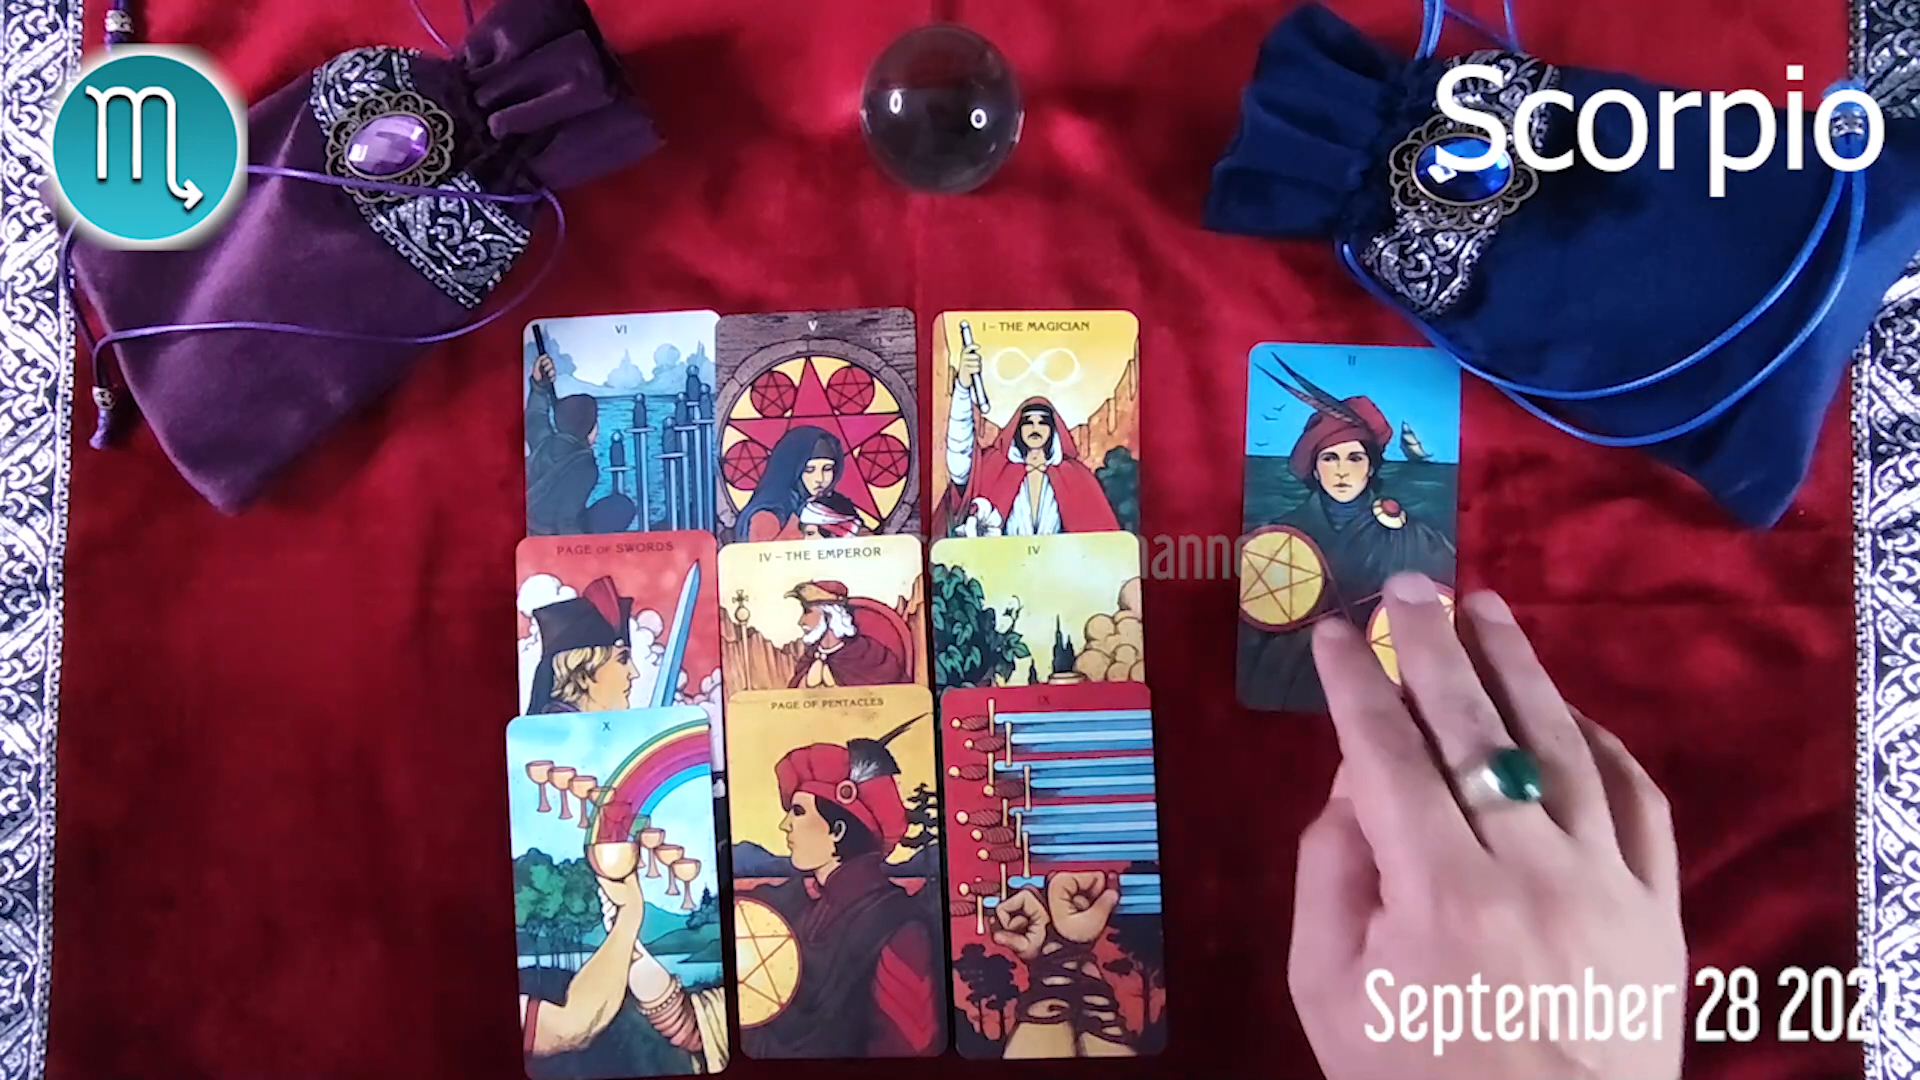 Scorpio
VI
V
I – THE MAGICIAN
II
PAGE OF SWORDS
IV – THE EMPEROR
IV
X
PAGE OF PENTACLES
IX
September 28 2021